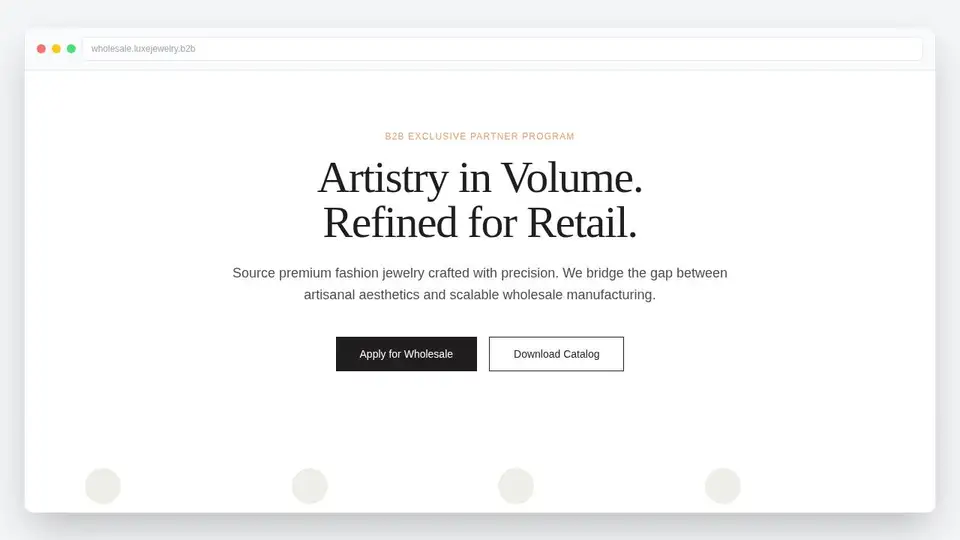 wholesale.luxejewelry.b2b
B2B EXCLUSIVE PARTNER PROGRAM
Artistry in Volume.
Refined for Retail.
Source premium fashion jewelry crafted with precision. We bridge the gap between
artisanal aesthetics and scalable wholesale manufacturing.
Apply for Wholesale
Download Catalog